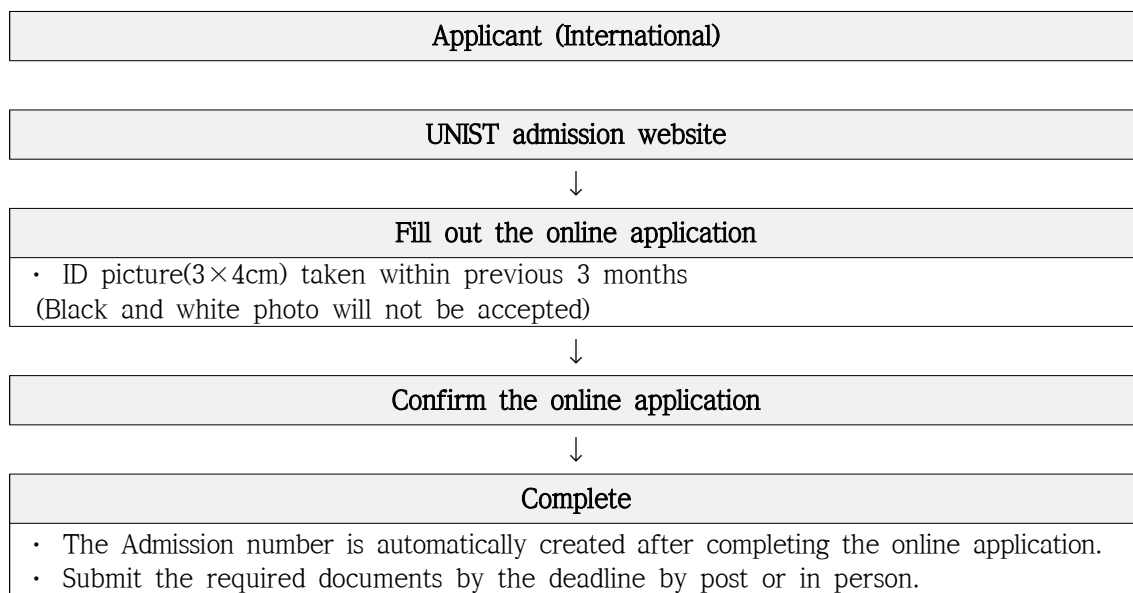 Applicant (International)
UNIST admission website
↓
Fill out the online application
· ID picture(3×4cm) taken within previous 3 months
(Black and white photo will not be accepted)
↓
Confirm the online application
↓
Complete
· The Admission number is automatically created after completing the online application.
· Submit the required documents by the deadline by post or in person.